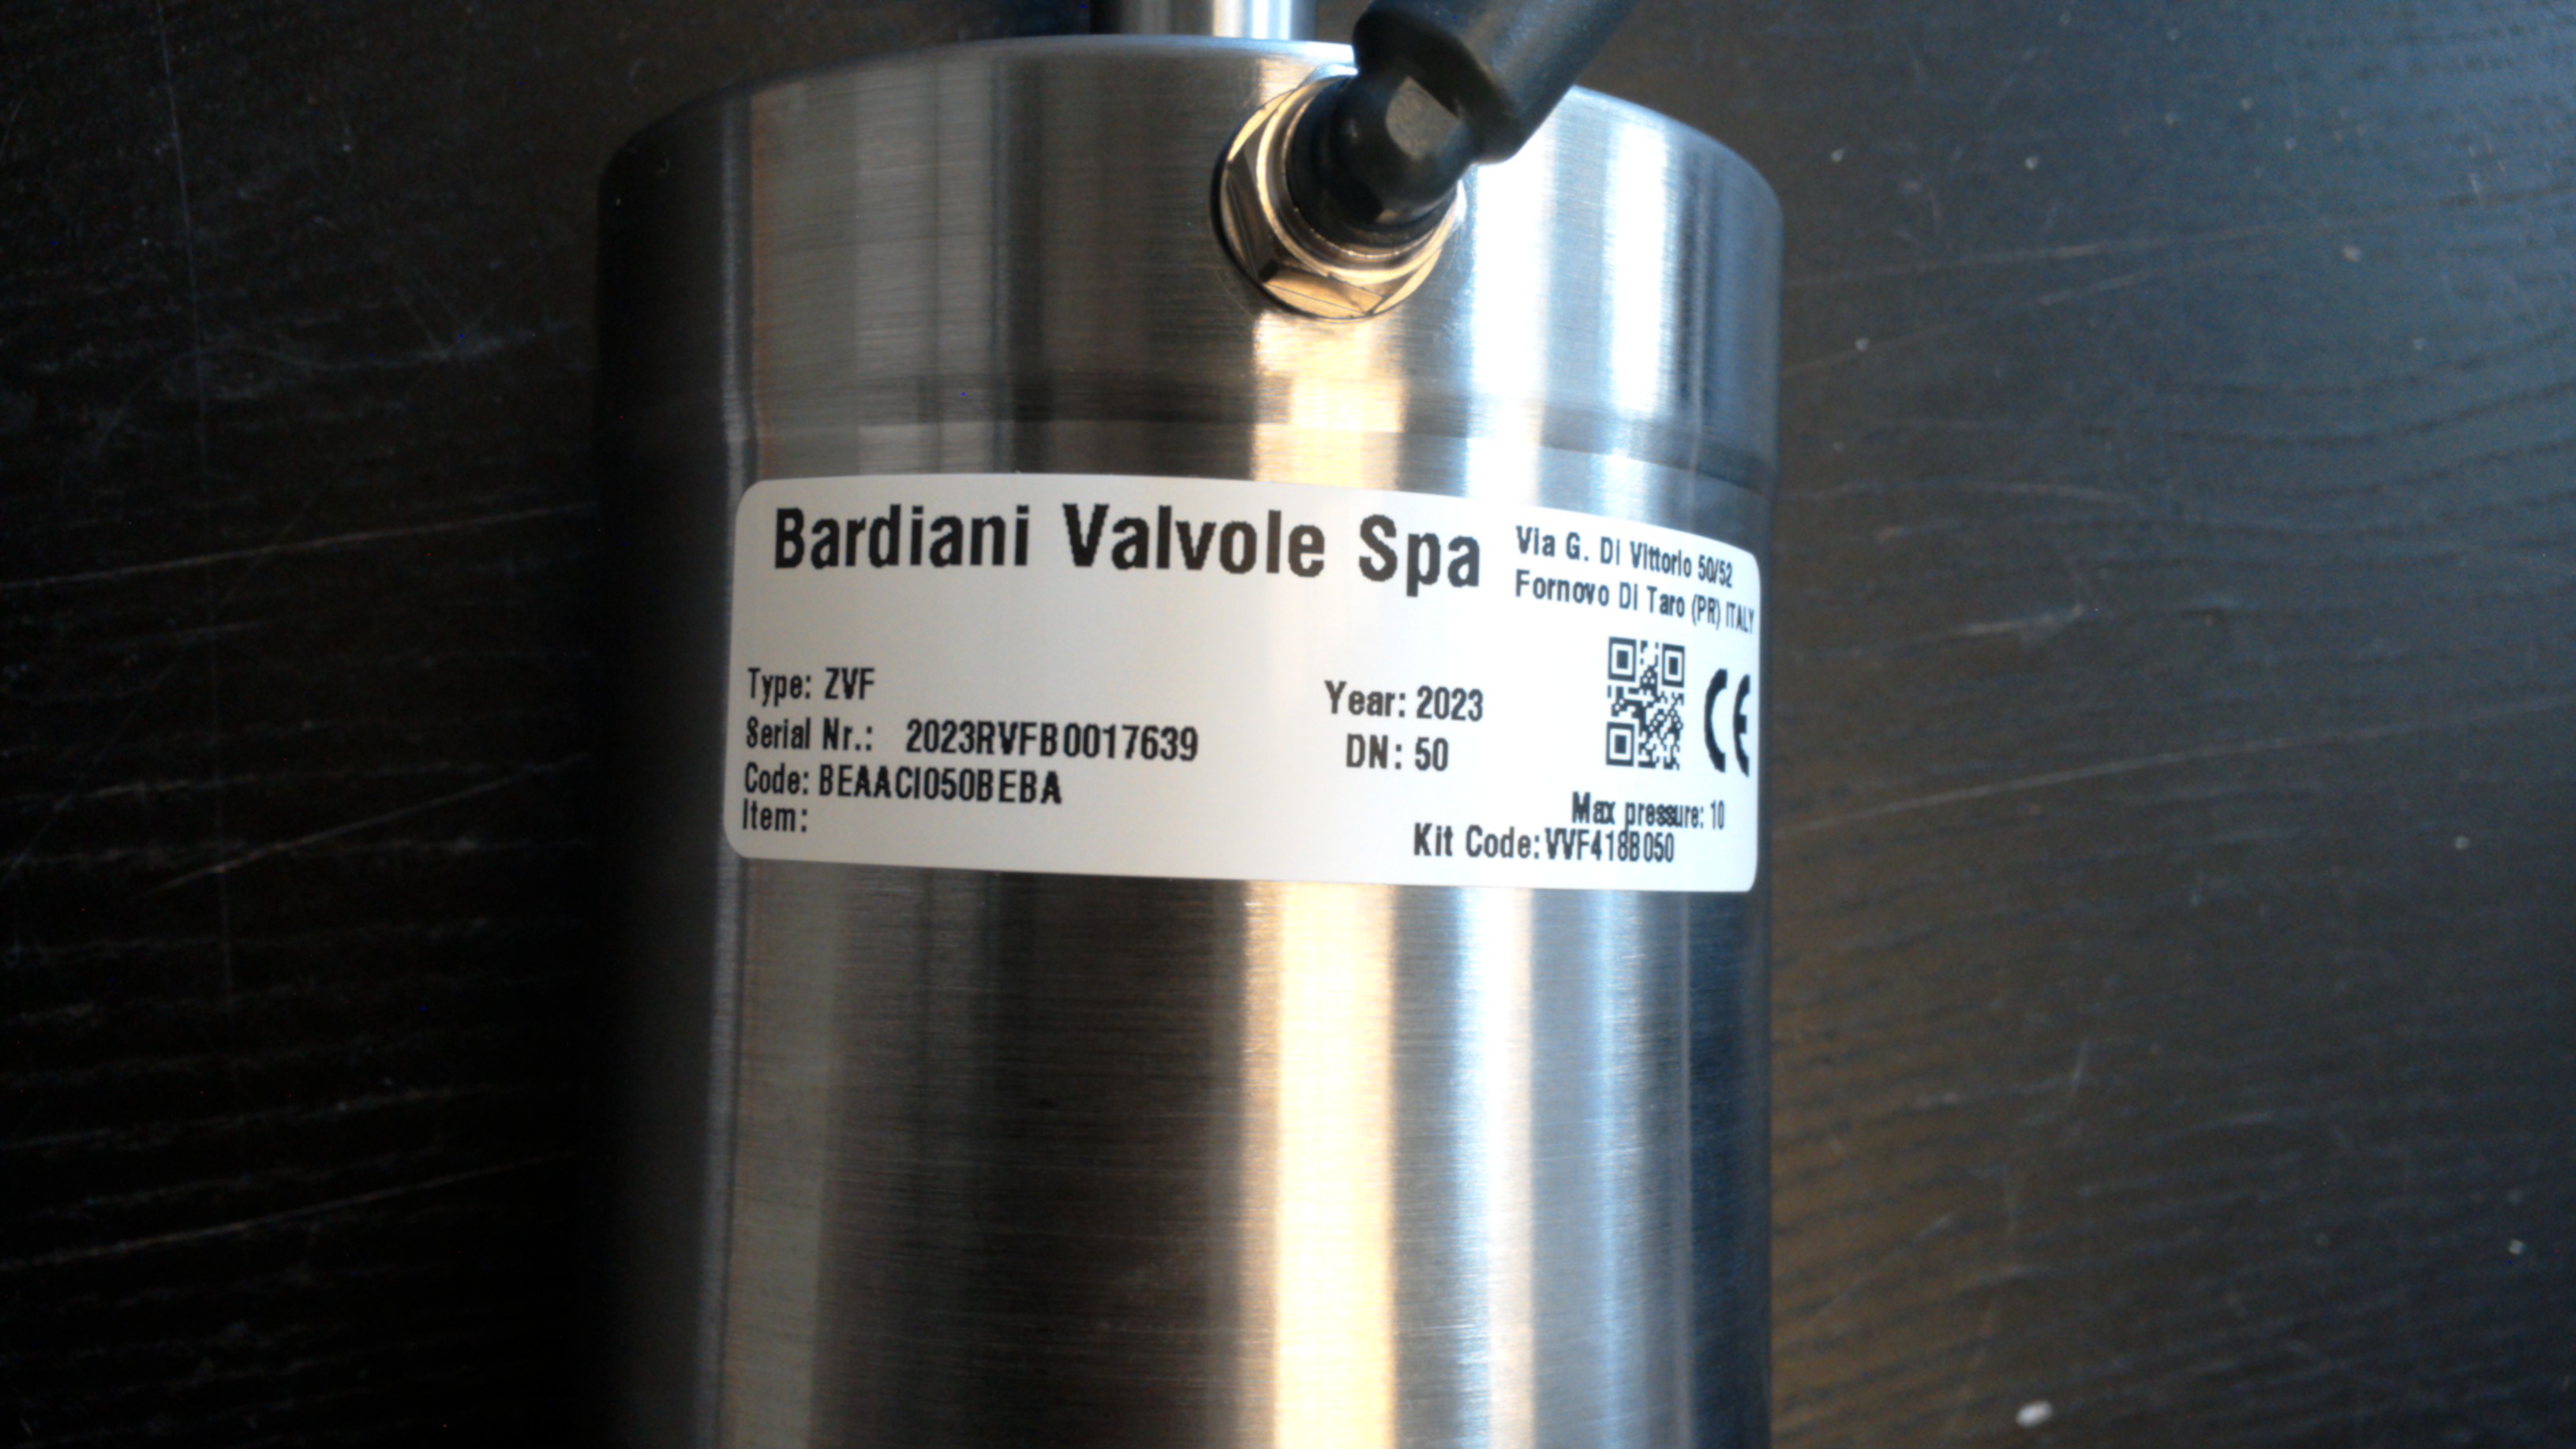 Bardiani Valvole Spa
Via G. Di Vittorio 50/52
Fornovo Di Taro (PR) ITALY
Type: ZVF
Serial Nr.: 2023RVFB0017639
Code: BEAACI050BEBA
Item:
Year: 2023
DN: 50
CE
Max pressure: 10
Kit Code:VVF418B050